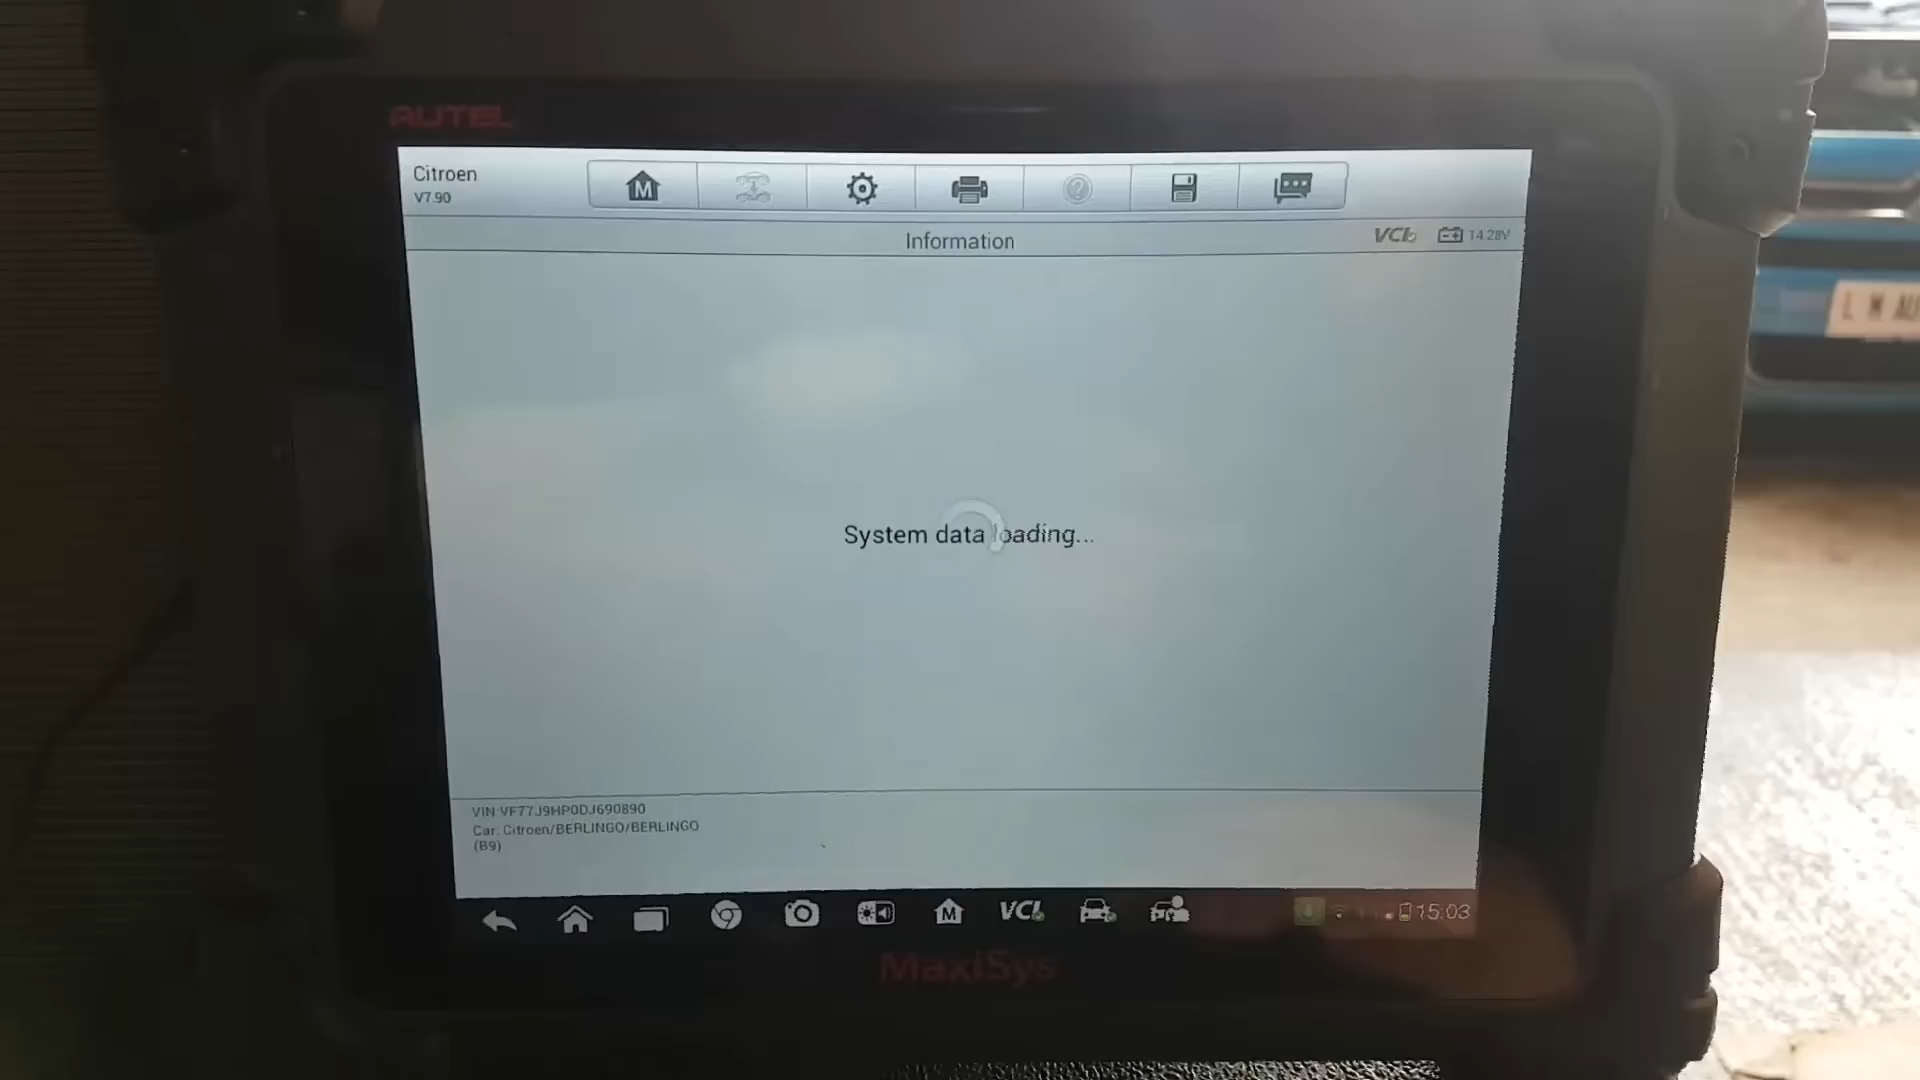 AUTEL
Citroen
V7.90
M
?
Information
VCI
14.28V
System data loading...
VIN:VF77J9HP0DJ690890
Car: Citroen/BERLINGO/BERLINGO
(B9)
M
VCI
15:03
MaxiSys
L M AU